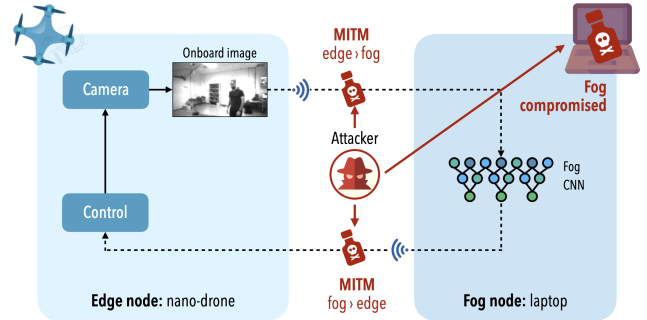 MITM
edge › fog
Onboard image
Camera
Fog
compromised
Attacker
Fog
CNN
Control
MITM
fog › edge
Edge node: nano-drone
Fog node: laptop